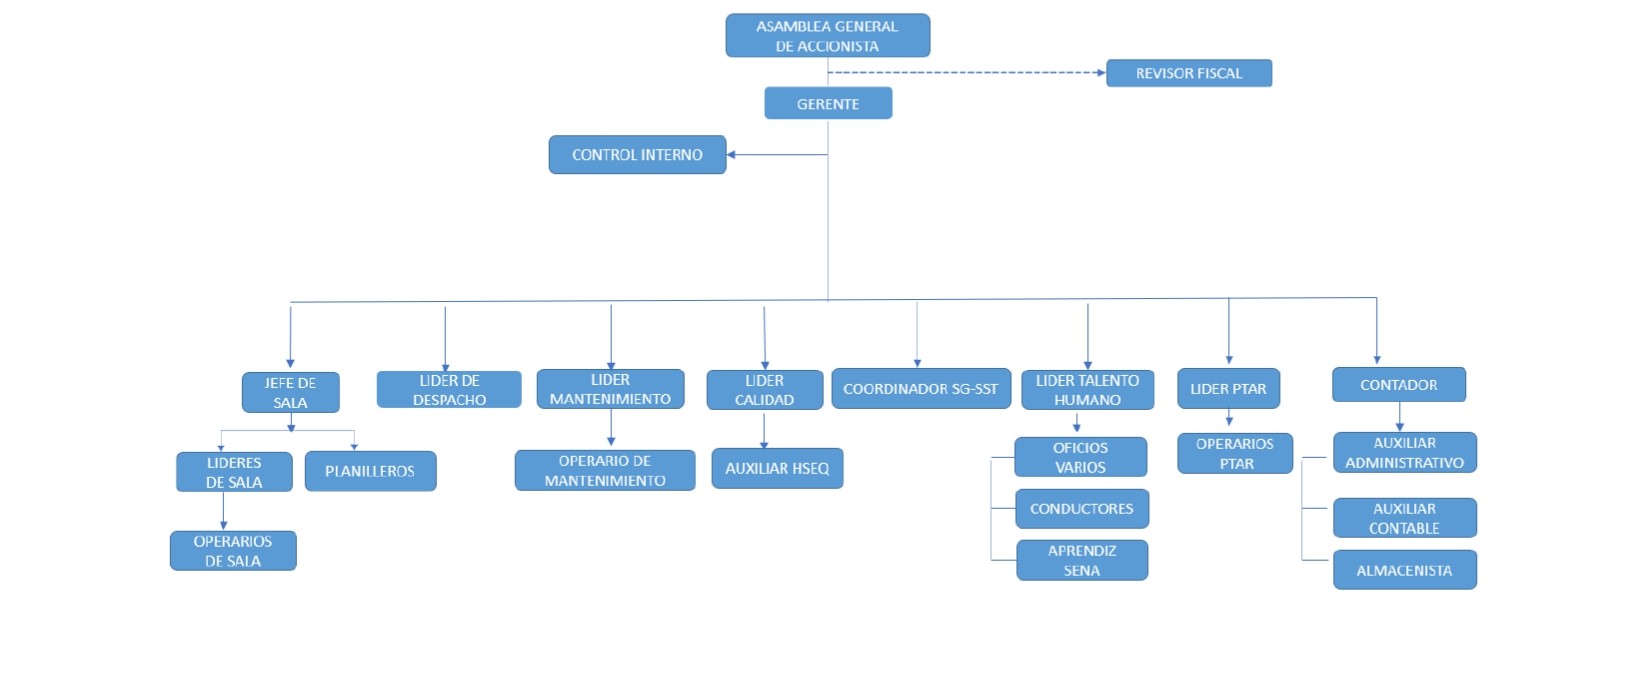 ASAMBLEA GENERAL
DE ACCIONISTA
REVISOR FISCAL
GERENTE
CONTROL INTERNO
JEFE DE
SALA
LIDER DE
DESPACHO
LIDER
MANTENIMIENTO
LIDER
CALIDAD
COORDINADOR SG-SST
LIDER TALENTO
HUMANO
LIDER PTAR
CONTADOR
LIDERES
DE SALA
PLANILLEROS
OPERARIO DE
MANTENIMIENTO
AUXILIAR HSEQ
OFICIOS
VARIOS
OPERARIOS
PTAR
AUXILIAR
ADMINISTRATIVO
CONDUCTORES
AUXILIAR
CONTABLE
OPERARIOS
DE SALA
APRENDIZ
SENA
ALMACENISTA